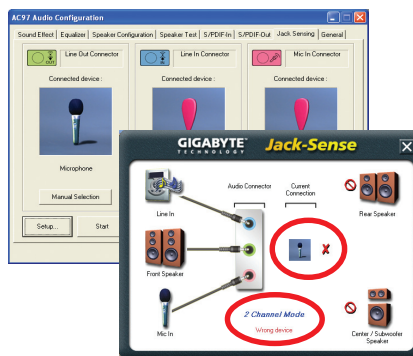 AC97 Audio Configuration
Sound Effect Equalizer Speaker Configuration Speaker Test S/PDIF-In S/PDIF-Out Jack Sensing General
OUT Line Out Connector
IN Line In Connector
Mic In Connector
Connected device :
Connected device :
Connected device :
Microphone
Manual Selection
Setup...
Start
GIGABYTE™
TECHNOLOGY
Jack-Sense
Audio Connector
Current Connection
Line In
Rear Speaker
Front Speaker
2 Channel Mode
Wrong device
Mic In
Center / Subwoofer Speaker